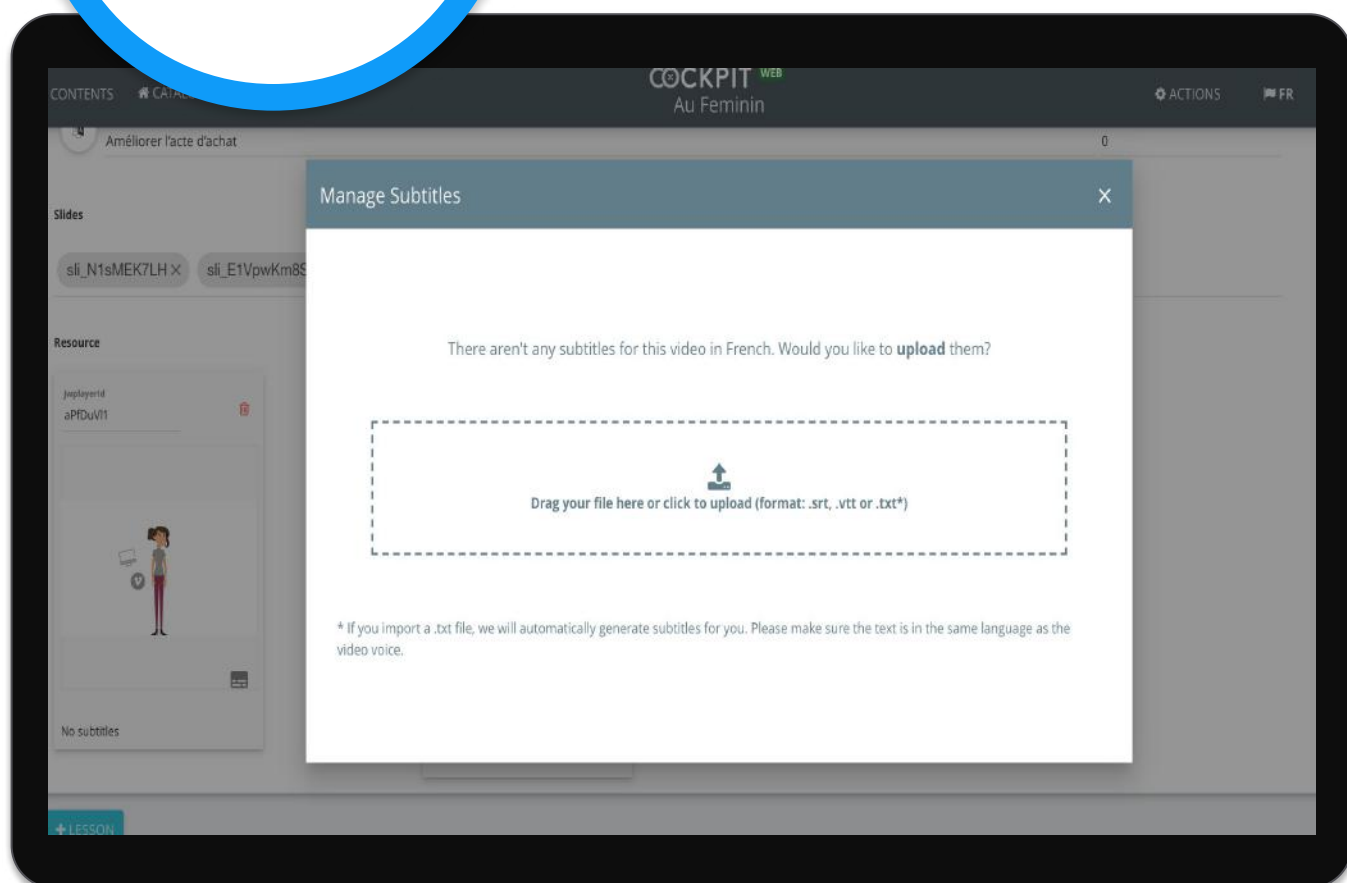 COCKPIT WEB
CONTENTS
Au Feminin
ACTIONS
FR
Améliorer l'acte d'achat
0
Manage Subtitles
Slides
sli_N1sMEK7LH
There aren't any subtitles for this video in French. Would you like to upload them?
Resource
JwplayerId
aPfDuVl1
Drag your file here or click to upload (format: .srt, .vtt or .txt*)
* If you import a .txt file, we will automatically generate subtitles for you. Please make sure the text is in the same language as the
video voice.
No subtitles
+ LESSON